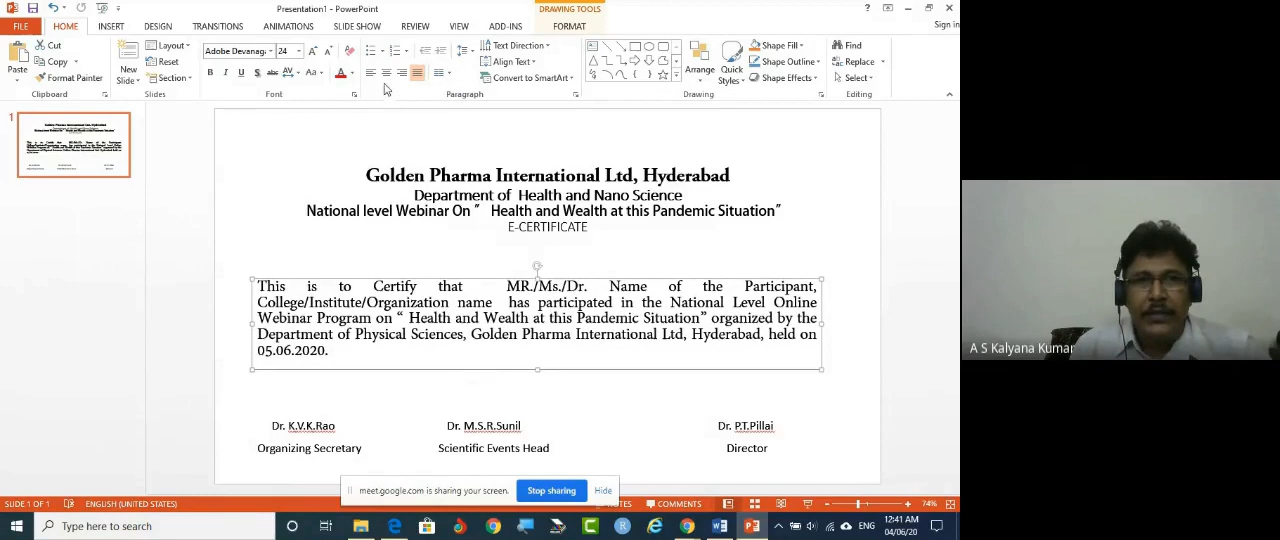 Presentation1 - PowerPoint
DRAWING TOOLS
Sign in
FILE HOME INSERT DESIGN TRANSITIONS ANIMATIONS SLIDE SHOW REVIEW VIEW ADD-INS FORMAT
Paste
Cut
Copy
Format Painter
Clipboard
New Slide
Layout
Reset
Section
Slides
Adobe Devanag 24
B I U S abc AV Aa A
Font
Text Direction
Align Text
Convert to SmartArt
Paragraph
Arrange
Quick Styles
Shape Fill
Shape Outline
Shape Effects
Drawing
Find
Replace
Select
Editing
1
Golden Pharma International Ltd, Hyderabad
Department of Health and Nano Science
National level Webinar On " Health and Wealth at this Pandemic Situation"
E-CERTIFICATE
This is to Certify that MR./Ms./Dr. Name of the Participant,
College/Institute/Organization name has participated in the National Level Online
Webinar Program on “ Health and Wealth at this Pandemic Situation” organized by the
Department of Physical Sciences, Golden Pharma International Ltd, Hyderabad, held on
05.06.2020.
Dr. K.V.K.Rao Dr. M.S.R.Sunil Dr. P.T.Pillai
Organizing Secretary Scientific Events Head Director
meet.google.com is sharing your screen. Stop sharing Hide
SLIDE 1 OF 1 ENGLISH (UNITED STATES) NOTES COMMENTS 74%
Type here to search
ENG
12:41 AM
04/06/20
A S Kalyana Kumar